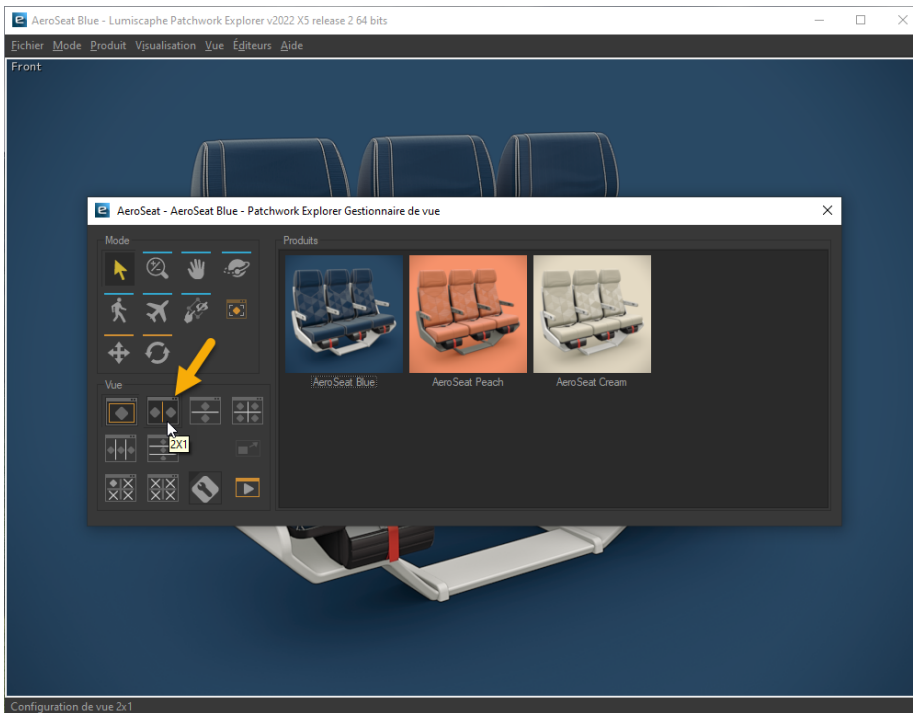 AeroSeat Blue - Lumiscaphe Patchwork Explorer v2022 X5 release 2 64 bits
Fichier Mode Produit Visualisation Vue Éditeurs Aide
Front
AeroSeat - AeroSeat Blue - Patchwork Explorer Gestionnaire de vue
Mode
Produits
AeroSeat Blue
AeroSeat Peach
AeroSeat Cream
Vue
2X1
Configuration de vue 2x1